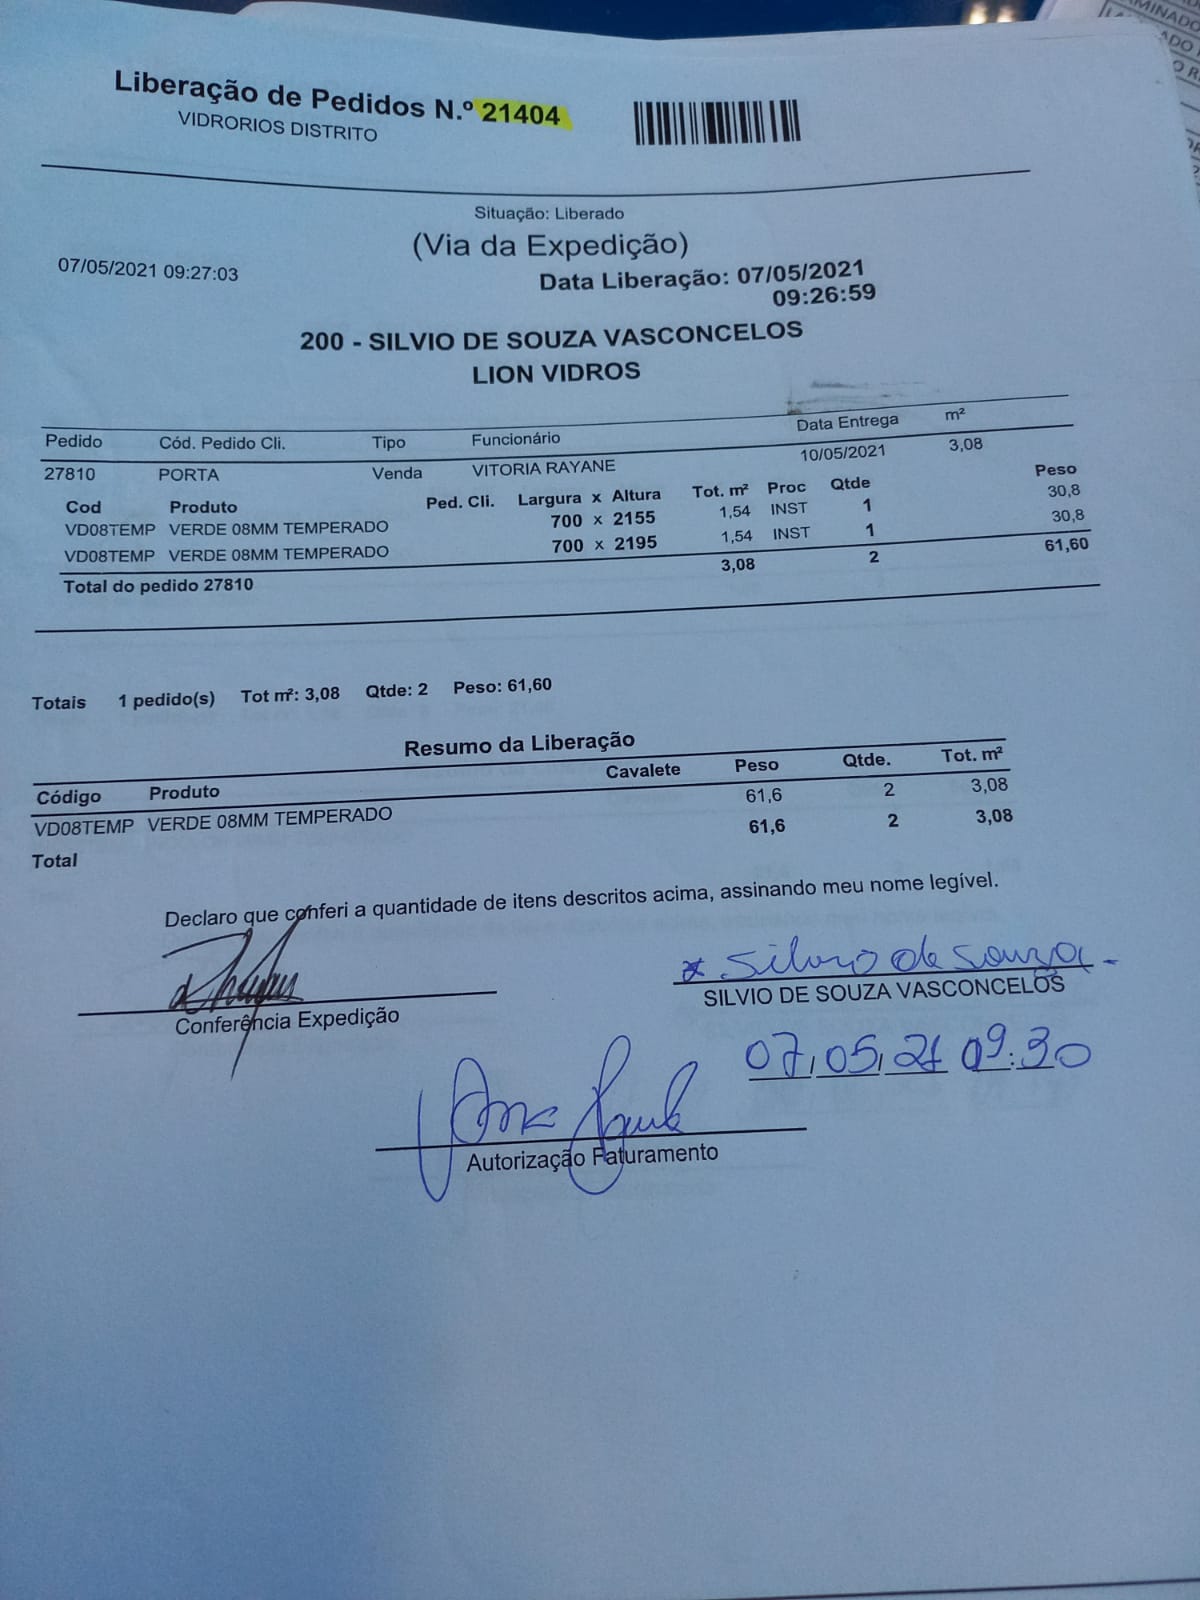 Liberação de Pedidos N.º 21404
VIDRORIOS DISTRITO
Situação: Liberado
(Via da Expedição)
07/05/2021 09:27:03
Data Liberação: 07/05/2021
09:26:59
200 - SILVIO DE SOUZA VASCONCELOS
LION VIDROS
Pedido Cód. Pedido Cli. Tipo Funcionário Data Entrega m²
27810 PORTA Venda VITORIA RAYANE 10/05/2021 3,08
Cod Produto Ped. Cli. Largura x Altura Tot. m² Proc Qtde Peso
VD08TEMP VERDE 08MM TEMPERADO 700 x 2155 1,54 INST 1 30,8
VD08TEMP VERDE 08MM TEMPERADO 700 x 2195 1,54 INST 1 30,8
Total do pedido 27810 3,08 2 61,60
Totais 1 pedido(s) Tot m²: 3,08 Qtde: 2 Peso: 61,60
Resumo da Liberação
Código Produto Cavalete Peso Qtde. Tot. m²
VD08TEMP VERDE 08MM TEMPERADO 61,6 2 3,08
Total 61,6 2 3,08
Declaro que conferi a quantidade de itens descritos acima, assinando meu nome legível.
x Silvio de Souza
Conferência Expedição
SILVIO DE SOUZA VASCONCELOS
07/05/21 09:30
Ana Paula
Autorização Faturamento